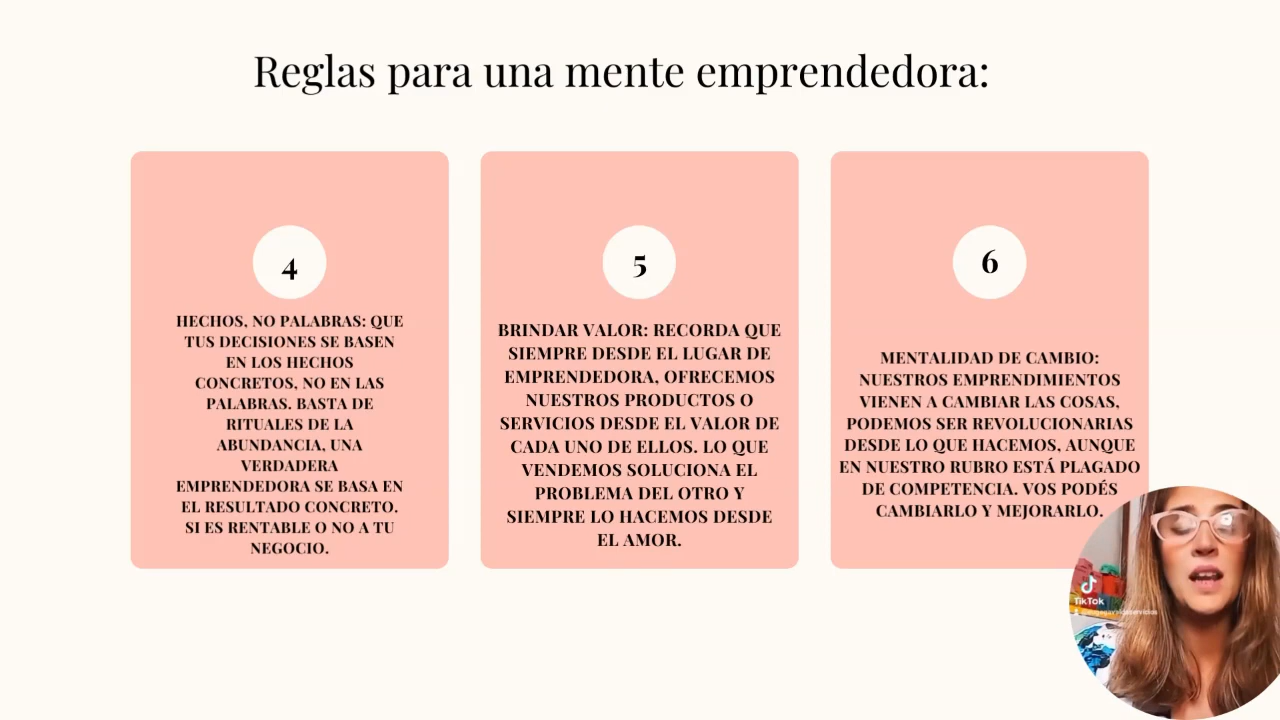 Reglas para una mente emprendedora:
4
HECHOS, NO PALABRAS: QUE
TUS DECISIONES SE BASEN
EN LOS HECHOS
CONCRETOS, NO EN LAS
PALABRAS. BASTA DE
RITUALES DE LA
ABUNDANCIA, UNA
VERDADERA
EMPRENDEDORA SE BASA EN
EL RESULTADO CONCRETO.
SI ES RENTABLE O NO A TU
NEGOCIO.
5
BRINDAR VALOR: RECORDA QUE
SIEMPRE DESDE EL LUGAR DE
EMPRENDEDORA, OFRECEMOS
NUESTROS PRODUCTOS O
SERVICIOS DESDE EL VALOR DE
CADA UNO DE ELLOS. LO QUE
VENDEMOS SOLUCIONA EL
PROBLEMA DEL OTRO Y
SIEMPRE LO HACEMOS DESDE
EL AMOR.
6
MENTALIDAD DE CAMBIO:
NUESTROS EMPRENDIMIENTOS
VIENEN A CAMBIAR LAS COSAS,
PODEMOS SER REVOLUCIONARIAS
DESDE LO QUE HACEMOS, AUNQUE
EN NUESTRO RUBRO ESTÁ PLAGADO
DE COMPETENCIA. VOS PODÉS
CAMBIARLO Y MEJORARLO.
TikTok